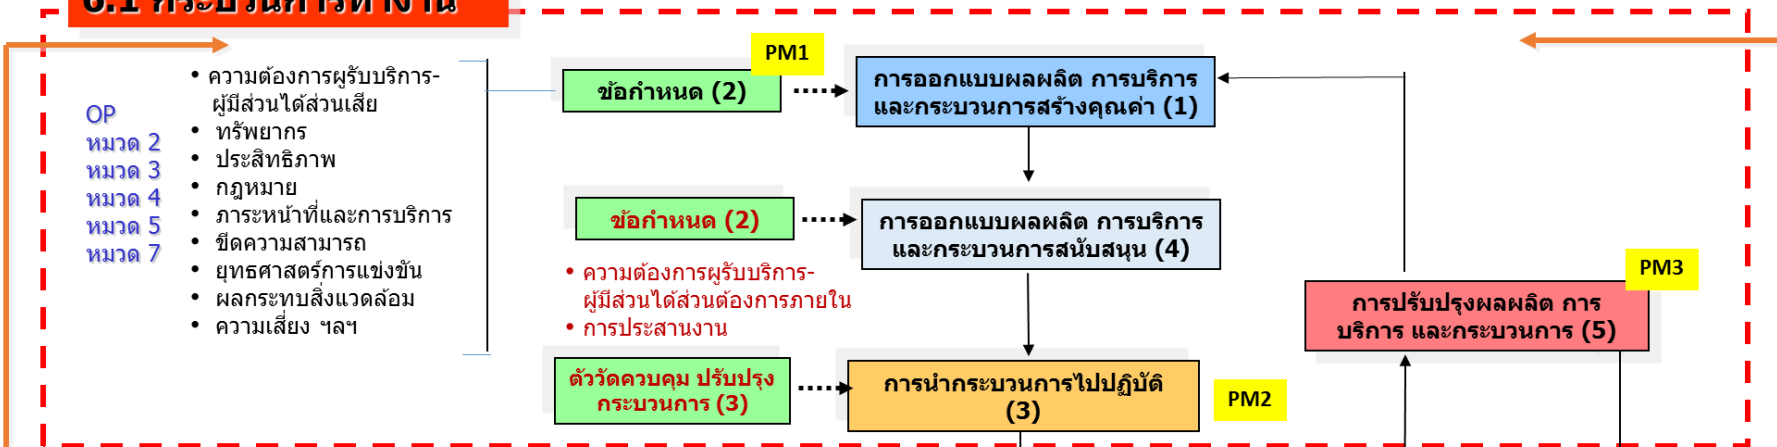 6.1 กระบวนการทำงาน
OP
หมวด 2
หมวด 3
หมวด 4
หมวด 5
หมวด 7
• ความต้องการผู้รับบริการ-
ผู้มีส่วนได้ส่วนเสีย
• ทรัพยากร
• ประสิทธิภาพ
• กฎหมาย
• ภาระหน้าที่และการบริการ
• ขีดความสามารถ
• ยุทธศาสตร์การแข่งขัน
• ผลกระทบสิ่งแวดล้อม
• ความเสี่ยง ฯลฯ
PM1
ข้อกำหนด (2)
การออกแบบผลผลิต การบริการ
และกระบวนการสร้างคุณค่า (1)
ข้อกำหนด (2)
การออกแบบผลผลิต การบริการ
และกระบวนการสนับสนุน (4)
• ความต้องการผู้รับบริการ-
ผู้มีส่วนได้ส่วนต้องการภายใน
• การประสานงาน
ตัววัดควบคุม ปรับปรุง
กระบวนการ (3)
การนำกระบวนการไปปฏิบัติ
(3)
PM2
PM3
การปรับปรุงผลผลิต การ
บริการ และกระบวนการ (5)